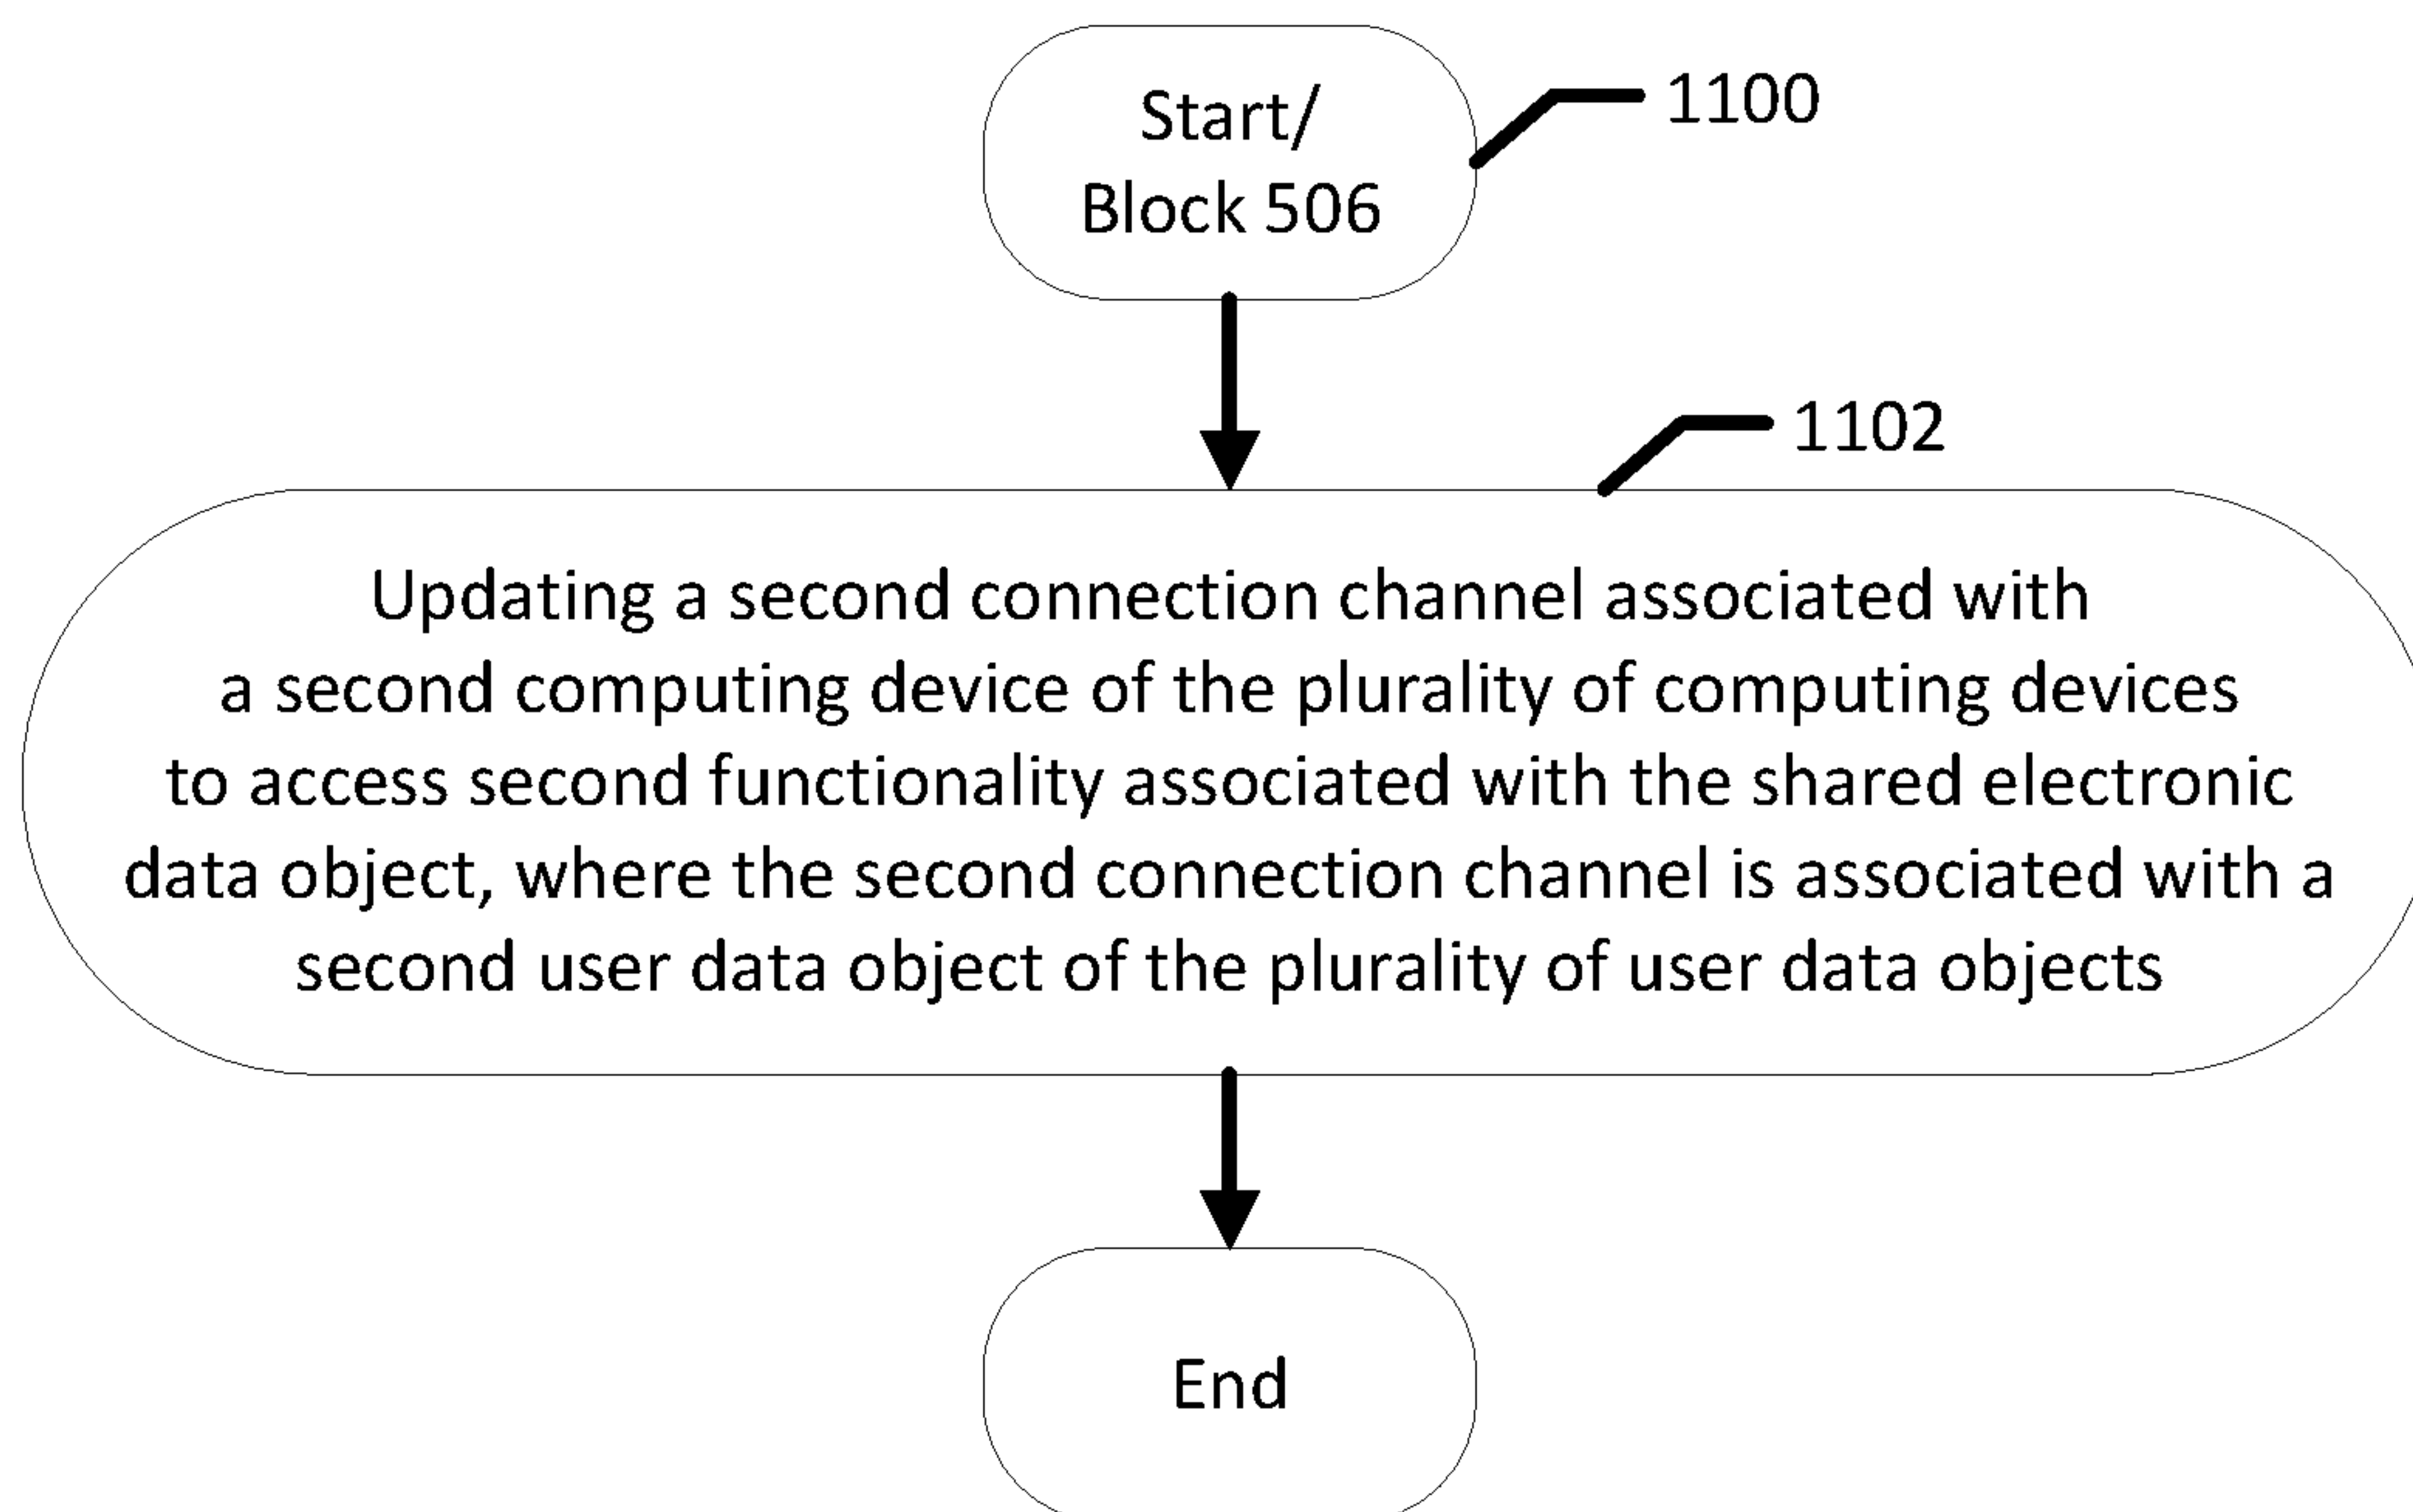 Start/
1100
Block 506
1102
Updating a second connection channel associated with
a second computing device of the plurality of computing devices
to access second functionality associated with the shared electronic
data object, where the second connection channel is associated with a
second user data object of the plurality of user data objects
End